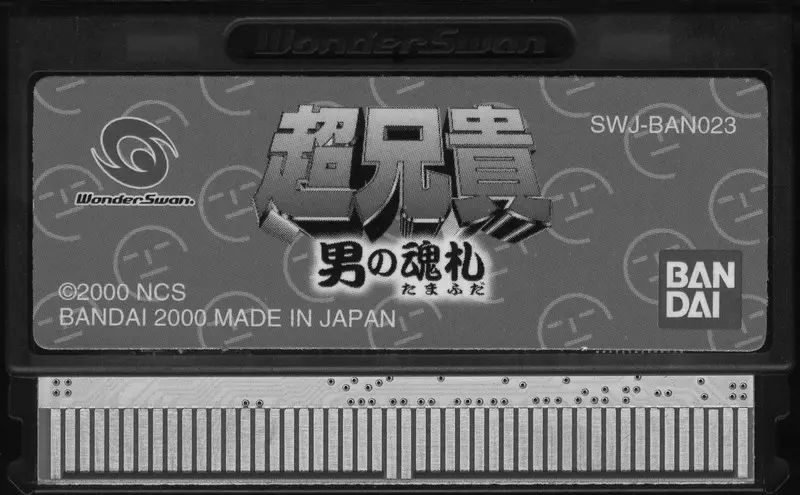 WonderSwan
SWJ-BAN023
超兄貴
WonderSwan.
男の魂札
たまふだ
©2000 NCS
BANDAI 2000 MADE IN JAPAN
BAN
DAI